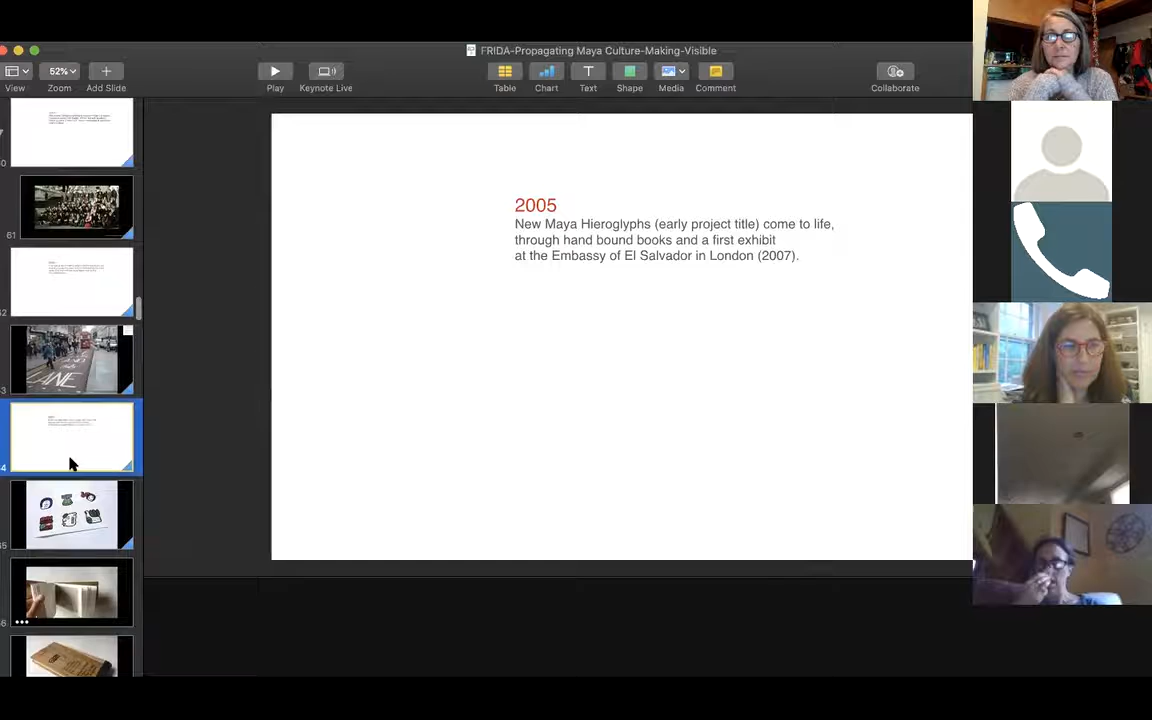 FRIDA-Propagating Maya Culture-Making-Visible
52%
View
Zoom
Add Slide
Play
Keynote Live
Table
Chart
Text
Shape
Media
Comment
Collaborate
61
LANE
2005
New Maya Hieroglyphs (early project title) come to life,
through hand bound books and a first exhibit
at the Embassy of El Salvador in London (2007).